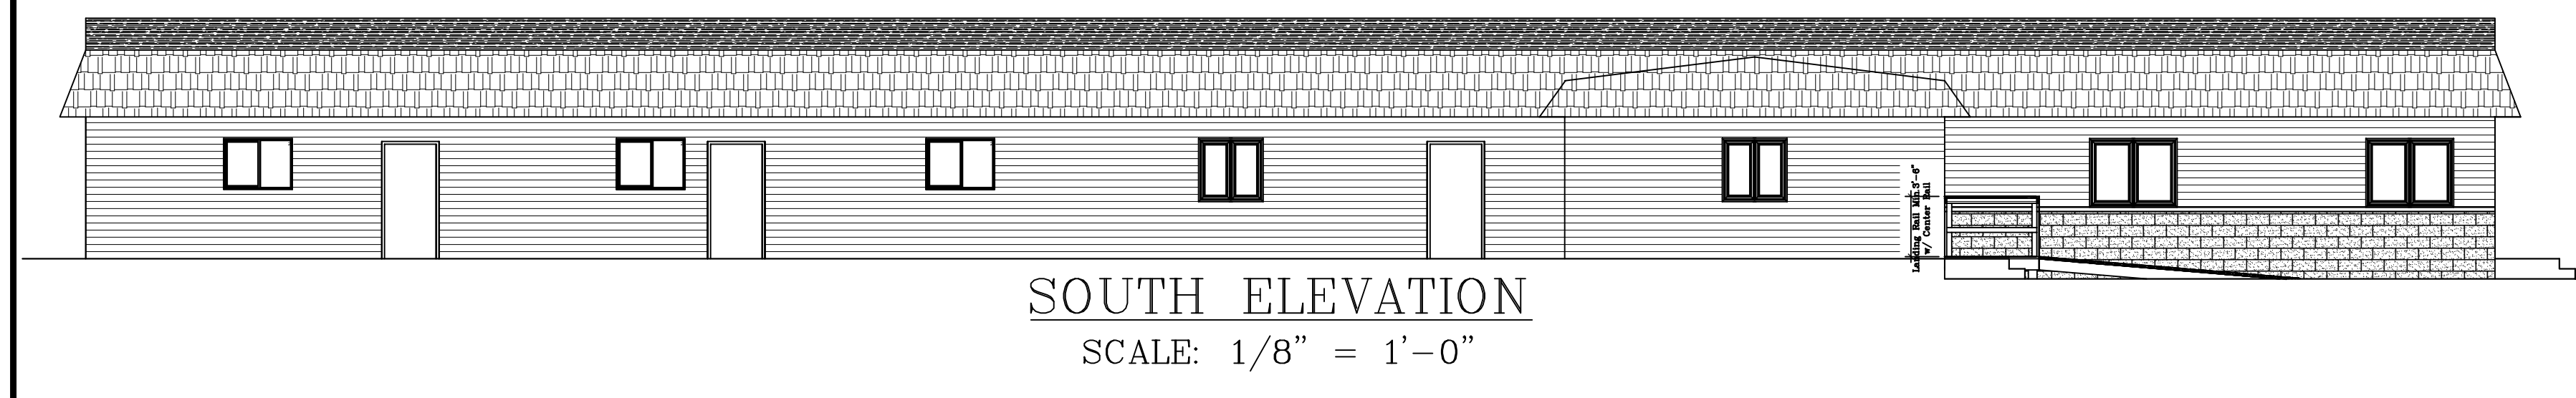 Landing Rail Min.3'-6"
w/ Center Rail
SOUTH ELEVATION
SCALE: 1/8" = 1'-0"